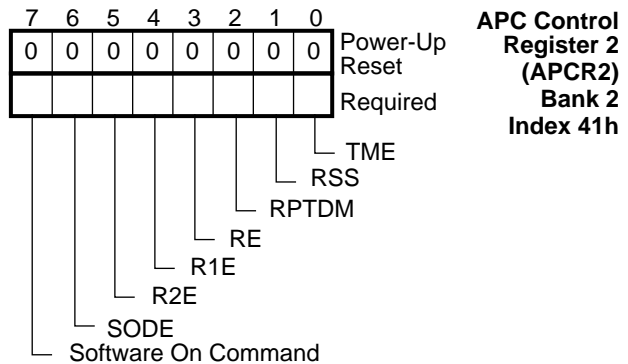 7 6 5 4 3 2 1 0
0 0 0 0 0 0 0 0
Power-Up
Reset
Required
APC Control
Register 2
(APCR2)
Bank 2
Index 41h
TME
RSS
RPTDM
RE
R1E
R2E
SODE
Software On Command